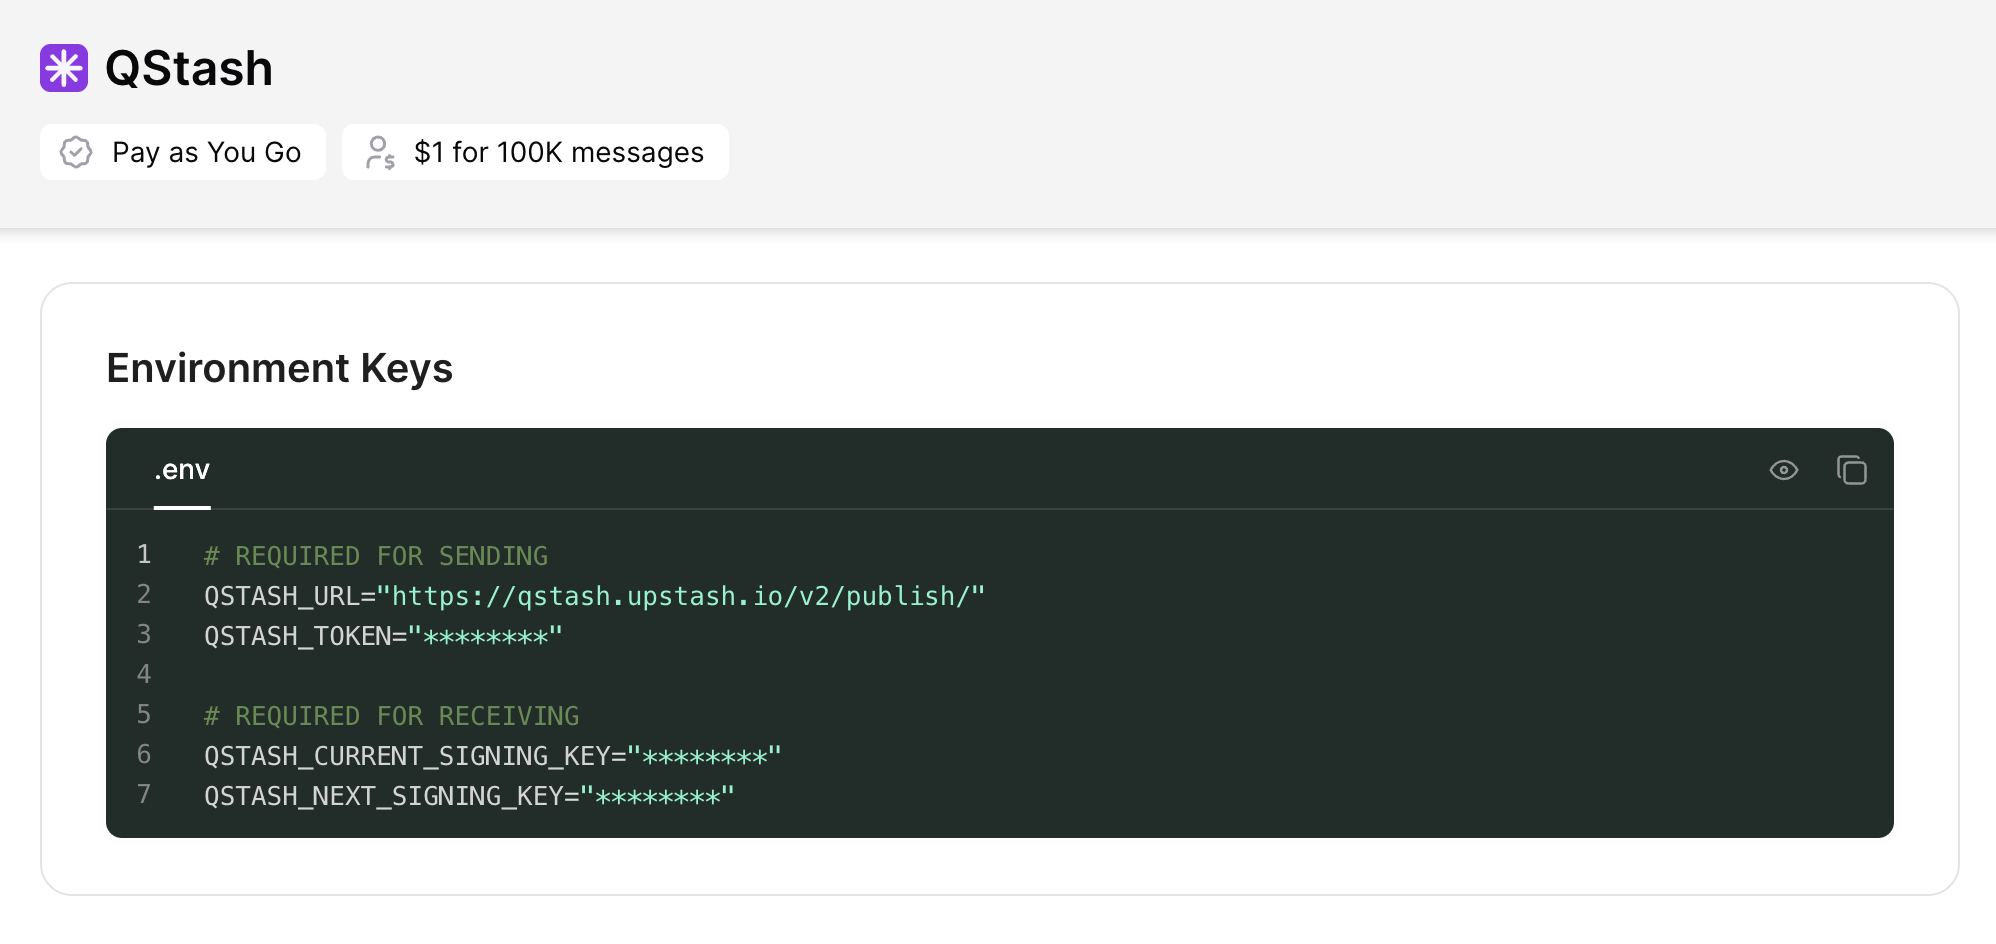 QStash
Pay as You Go
$1 for 100K messages
Environment Keys
.env
1 # REQUIRED FOR SENDING
2 QSTASH_URL="https://qstash.upstash.io/v2/publish/"
3 QSTASH_TOKEN="********"
4
5 # REQUIRED FOR RECEIVING
6 QSTASH_CURRENT_SIGNING_KEY="********"
7 QSTASH_NEXT_SIGNING_KEY="********"